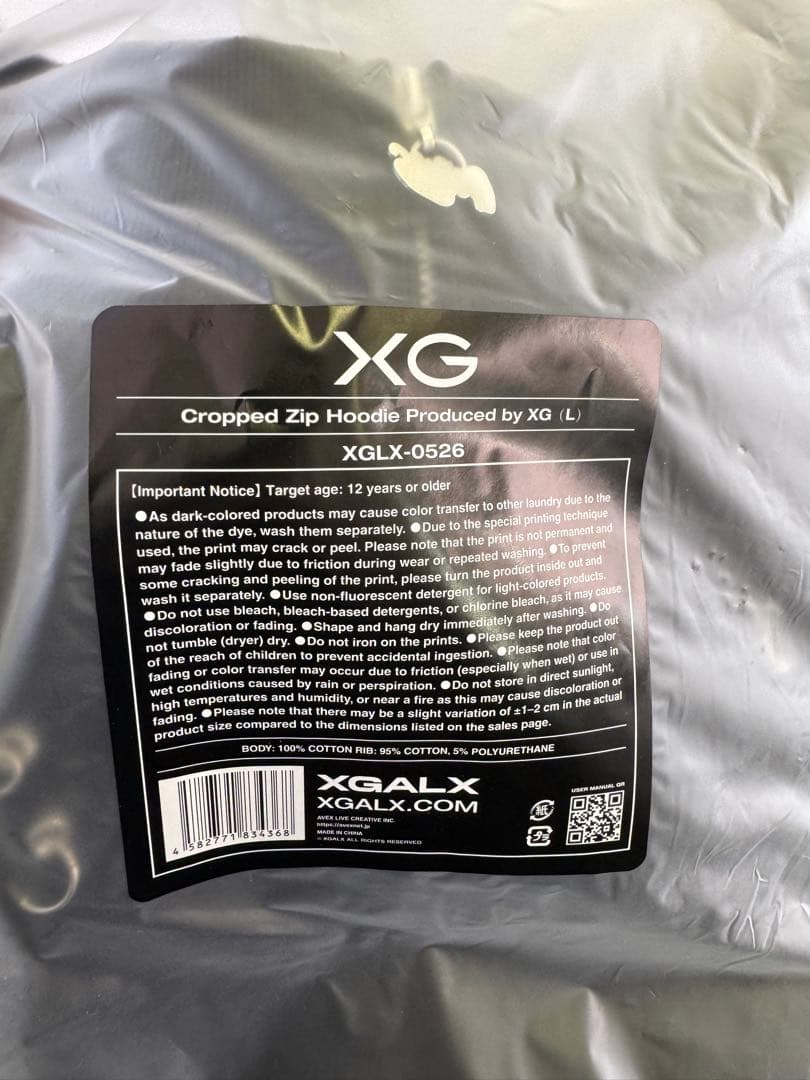 XG
Cropped Zip Hoodie Produced by XG (L)
XGLX-0526
【Important Notice】 Target age: 12 years or older
●As dark-colored products may cause color transfer to other laundry due to the
nature of the dye, wash them separately. ●Due to the special printing technique
used, the print may crack or peel. Please note that the print is not permanent and
may fade slightly due to friction during wear or repeated washing. ●To prevent
some cracking and peeling of the print, please turn the product inside out and
wash it separately. ●Use non-fluorescent detergent for light-colored products.
●Do not use bleach, bleach-based detergents, or chlorine bleach, as it may cause
discoloration or fading. ●Shape and hang dry immediately after washing. ●Do
not tumble (dryer) dry. ●Do not iron on the prints. ●Please keep the product out
of the reach of children to prevent accidental ingestion. ●Please note that color
fading or color transfer may occur due to friction (especially when wet) or use in
wet conditions caused by rain or perspiration. ●Do not store in direct sunlight,
high temperatures and humidity, or near a fire as this may cause discoloration or
fading. ●Please note that there may be a slight variation of ±1–2 cm in the actual
product size compared to the dimensions listed on the sales page.
BODY: 100% COTTON RIB: 95% COTTON, 5% POLYURETHANE
4 582771 834368
XGALX
XGALX.COM
AVEX LIVE CREATIVE INC.
https://avexnet.jp
MADE IN CHINA
© XGALX ALL RIGHTS RESERVED
USER MANUAL QR